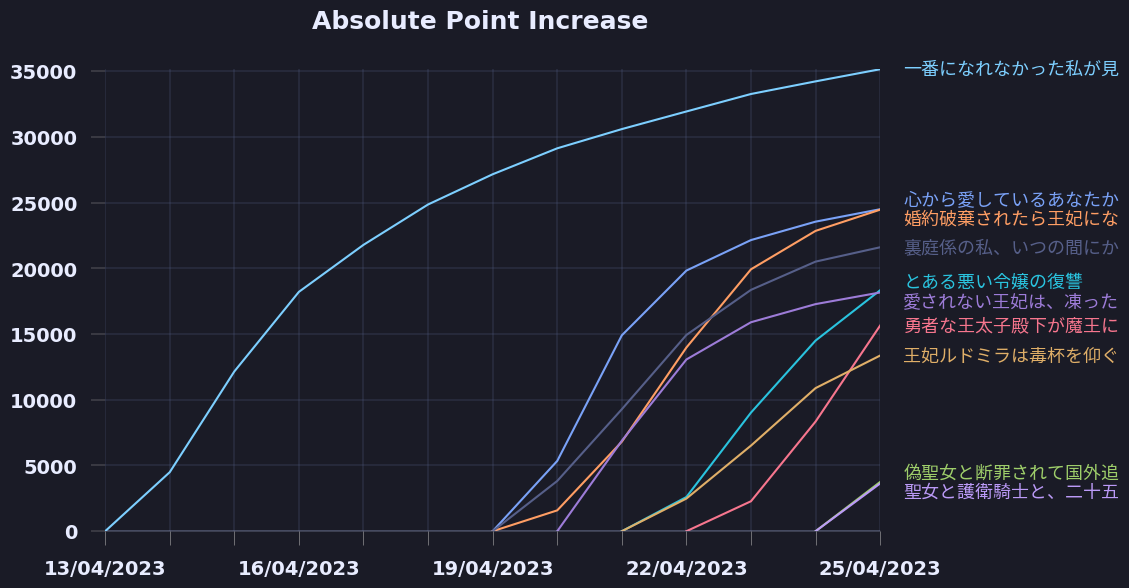 Absolute Point Increase
35000
30000
25000
20000
15000
10000
5000
0
13/04/2023
16/04/2023
19/04/2023
22/04/2023
25/04/2023
一番になれなかった私が見
心から愛しているあなたか
婚約破棄されたら王妃にな
裏庭係の私、いつの間にか
とある悪い令嬢の復讐
愛されない王妃は、凍った
勇者な王太子殿下が魔王に
王妃ルドミラは毒杯を仰ぐ
偽聖女と断罪されて国外追
聖女と護衛騎士と、二十五